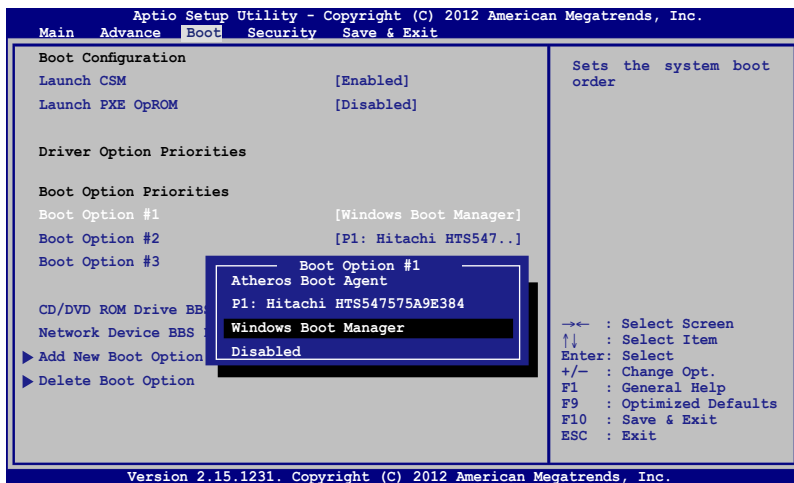 Aptio Setup Utility - Copyright (C) 2012 American Megatrends, Inc.
Main Advance Boot Security Save & Exit
Boot Configuration
Launch CSM [Enabled]
Launch PXE OpROM [Disabled]
Driver Option Priorities
Boot Option Priorities
Boot Option #1 [Windows Boot Manager]
Boot Option #2 [P1: Hitachi HTS547..]
Boot Option #3
CD/DVD ROM Drive BBS
Network Device BBS
▶ Add New Boot Option
▶ Delete Boot Option
Boot Option #1
Atheros Boot Agent
P1: Hitachi HTS547575A9E384
Windows Boot Manager
Disabled
Sets the system boot
order
→← : Select Screen
↑↓ : Select Item
Enter: Select
+/— : Change Opt.
F1 : General Help
F9 : Optimized Defaults
F10 : Save & Exit
ESC : Exit
Version 2.15.1231. Copyright (C) 2012 American Megatrends, Inc.